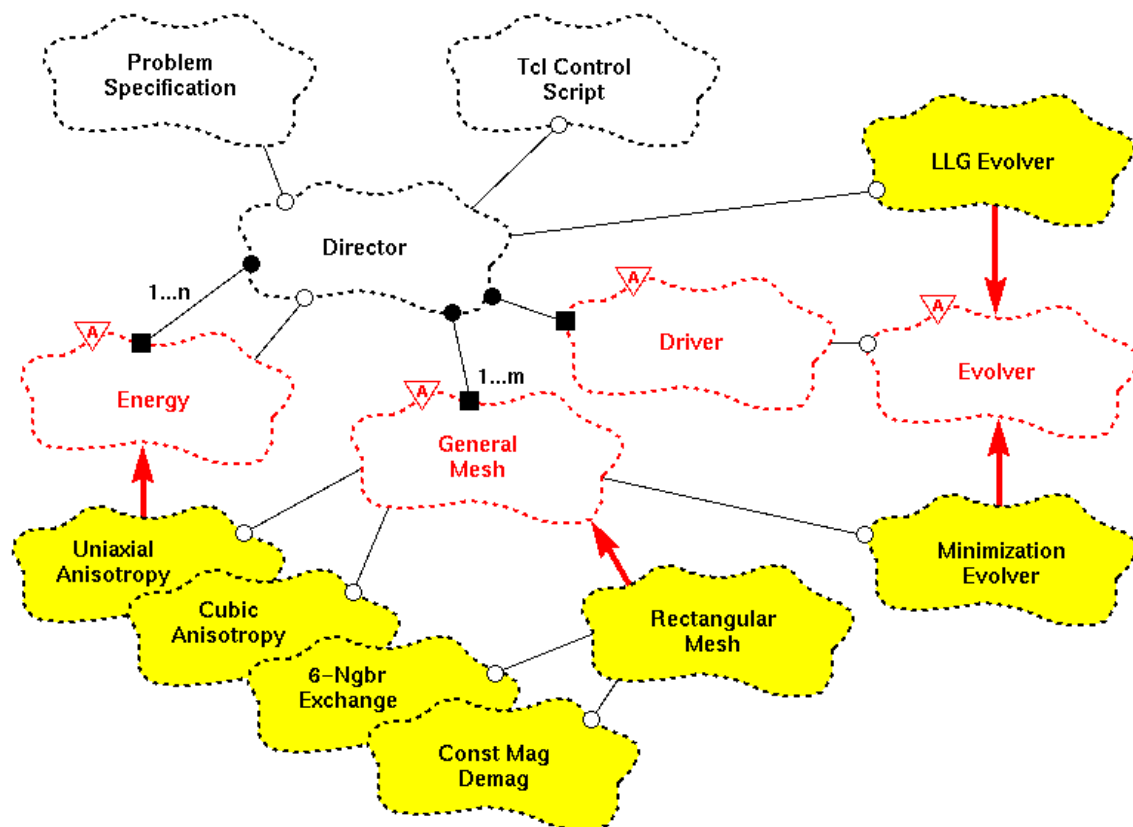 Problem
Specification
Tcl Control
Script
LLG Evolver
Director
1...n
A
A
A
Driver
Evolver
Energy
1...m
A
General
Mesh
Uniaxial
Anisotropy
Minimization
Evolver
Cubic
Anisotropy
Rectangular
Mesh
6-Ngbr
Exchange
Const Mag
Demag